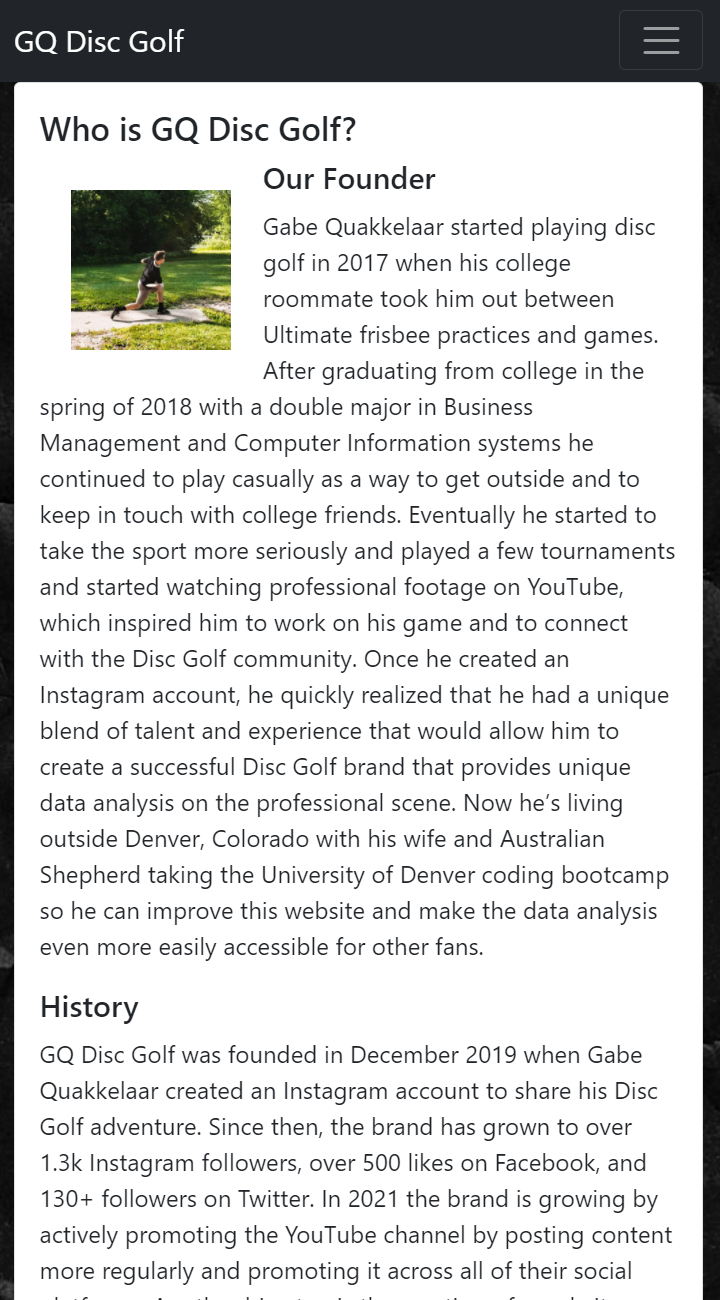 GQ Disc Golf
Who is GQ Disc Golf?
Our Founder
Gabe Quakkelaar started playing disc
golf in 2017 when his college
roommate took him out between
Ultimate frisbee practices and games.
After graduating from college in the
spring of 2018 with a double major in Business
Management and Computer Information systems he
continued to play casually as a way to get outside and to
keep in touch with college friends. Eventually he started to
take the sport more seriously and played a few tournaments
and started watching professional footage on YouTube,
which inspired him to work on his game and to connect
with the Disc Golf community. Once he created an
Instagram account, he quickly realized that he had a unique
blend of talent and experience that would allow him to
create a successful Disc Golf brand that provides unique
data analysis on the professional scene. Now he’s living
outside Denver, Colorado with his wife and Australian
Shepherd taking the University of Denver coding bootcamp
so he can improve this website and make the data analysis
even more easily accessible for other fans.
History
GQ Disc Golf was founded in December 2019 when Gabe
Quakkelaar created an Instagram account to share his Disc
Golf adventure. Since then, the brand has grown to over
1.3k Instagram followers, over 500 likes on Facebook, and
130+ followers on Twitter. In 2021 the brand is growing by
actively promoting the YouTube channel by posting content
more regularly and promoting it across all of their social